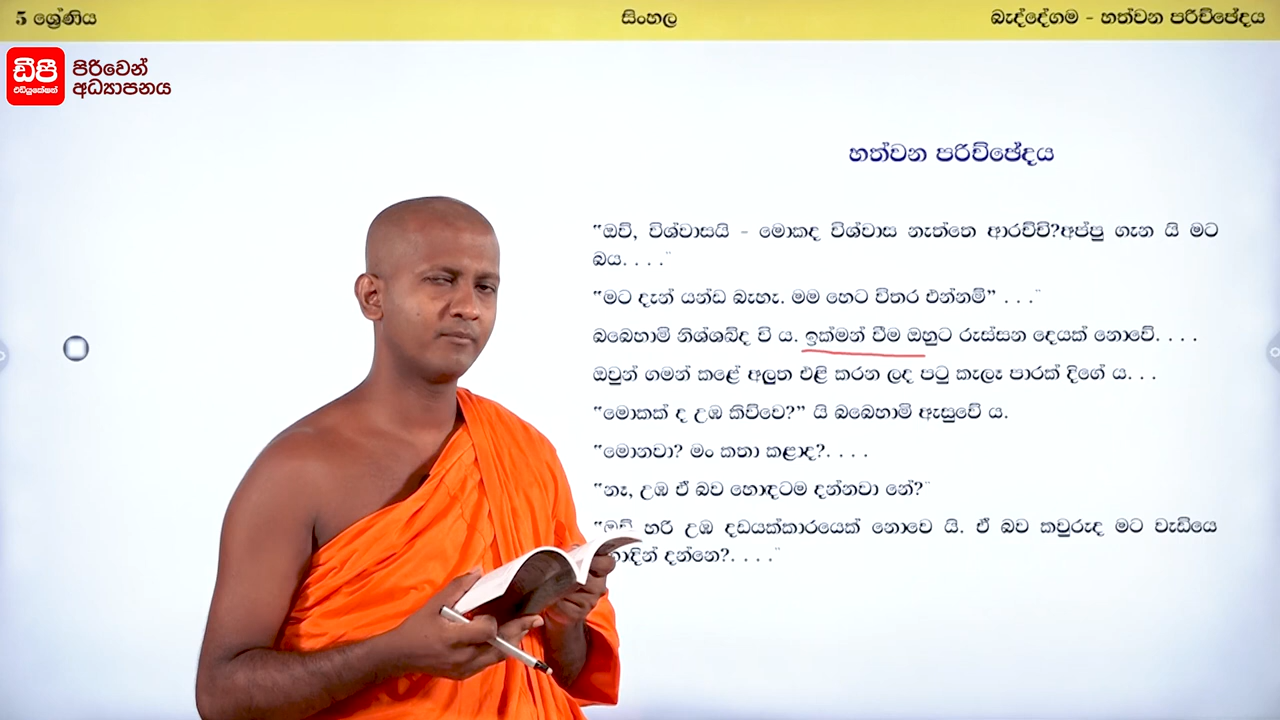 5 ශ්‍රේණිය
සිංහල
බැද්දේගම - හත්වන පරිච්ඡේදය
ඩීපී
එඩියුකේෂන්
පිරිවෙන්
අධ්‍යාපනය
හත්වන පරිච්ඡේදය
"ඔව්, විශ්වාසයි - මොකද විශ්වාස නැත්තෙ ආරච්චි?අප්පු ගැන යි මට
බය. . . ."
"මට දැන් යන්ඩ බැහැ. මම හෙට විතර එන්නම්" . . ."
බබෙහාමි නිශ්ශබ්ද වි ය. ඉක්මන් වීම ඔහුට රුස්සන දෙයක් නොවේ. . . .
ඔවුන් ගමන් කළේ අලුත එළි කරන ලද පටු කැලෑ පාරක් දිගේ ය. . .
"මොකක් ද උඹ කිව්වෙ?" යි බබෙහාමි ඇසුවේ ය.
"මොනවා? මං කතා කළාද?. . . .
"නෑ, උඹ ඒ බව හොඳටම දන්නවා නේ?"
හරි උඹ දඩයක්කාරයෙක් නොවෙ යි. ඒ බව කවුරුද මට වැඩියෙ
දන්නෙ?. . . ."